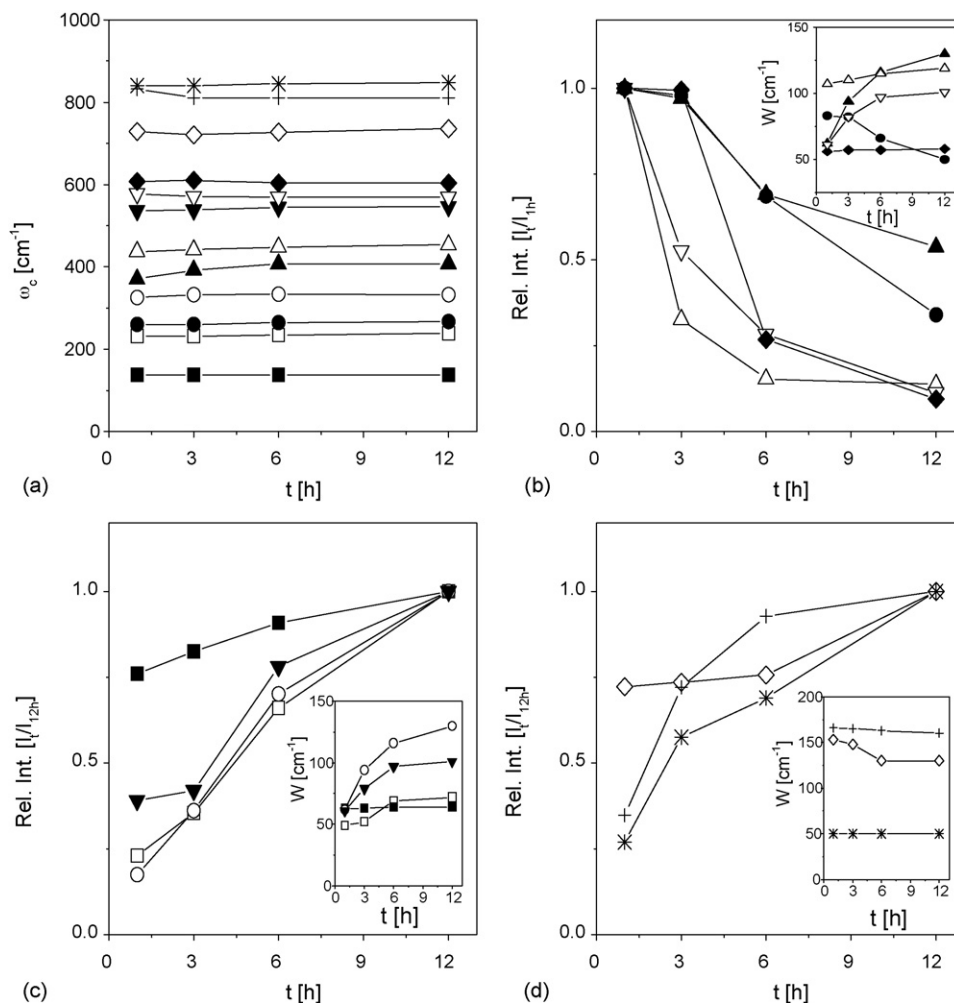 1000
800
600
400
200
0
ω_c [cm⁻¹]
0 3 6 9 12
t [h]
(a)
1.0
0.5
0.0
Rel. Int. [I_t/I_1h]
0 3 6 9 12
t [h]
(b)
150
100
50
W [cm⁻¹]
0 3 6 9 12
t [h]
1.0
0.5
0.0
Rel. Int. [I_t/I_12h]
0 3 6 9 12
t [h]
(c)
150
100
50
0
W [cm⁻¹]
0 3 6 9 12
t [h]
1.0
0.5
0.0
Rel. Int. [I_t/I_12h]
0 3 6 9 12
t [h]
(d)
200
150
100
50
0
W [cm⁻¹]
0 3 6 9 12
t [h]